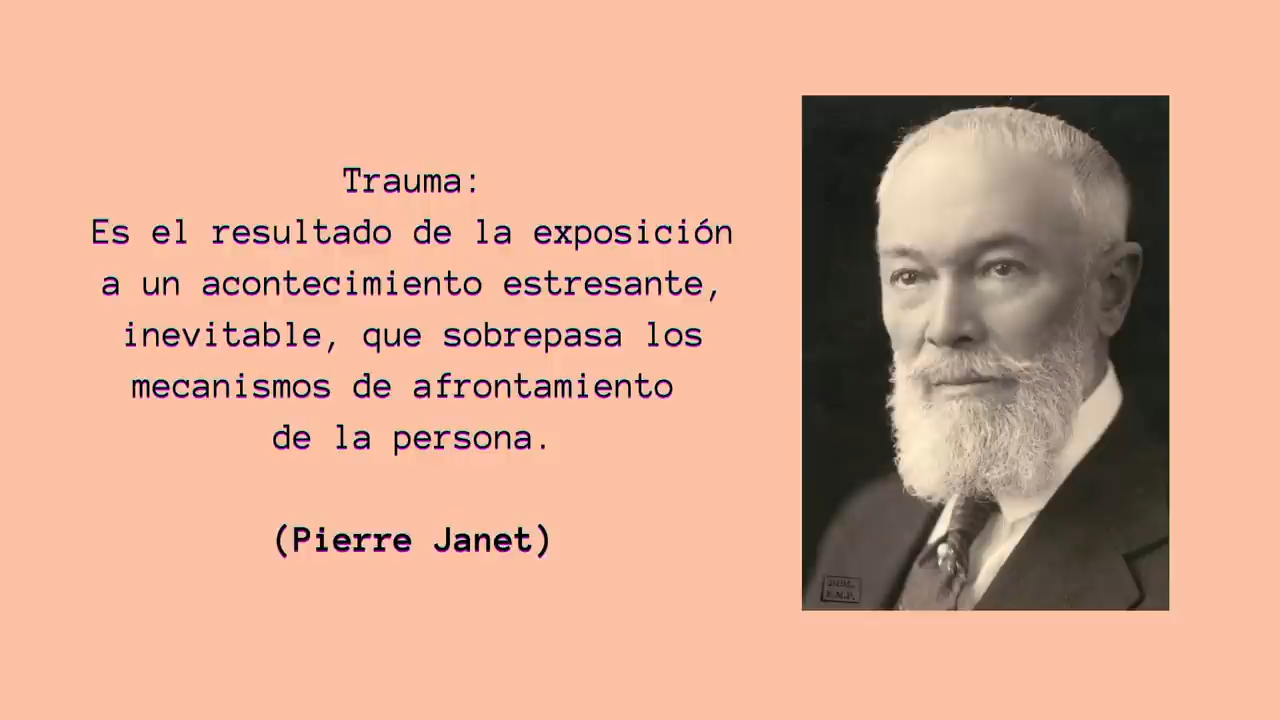 Trauma:
Es el resultado de la exposición
a un acontecimiento estresante,
inevitable, que sobrepasa los
mecanismos de afrontamiento
de la persona.
(Pierre Janet)